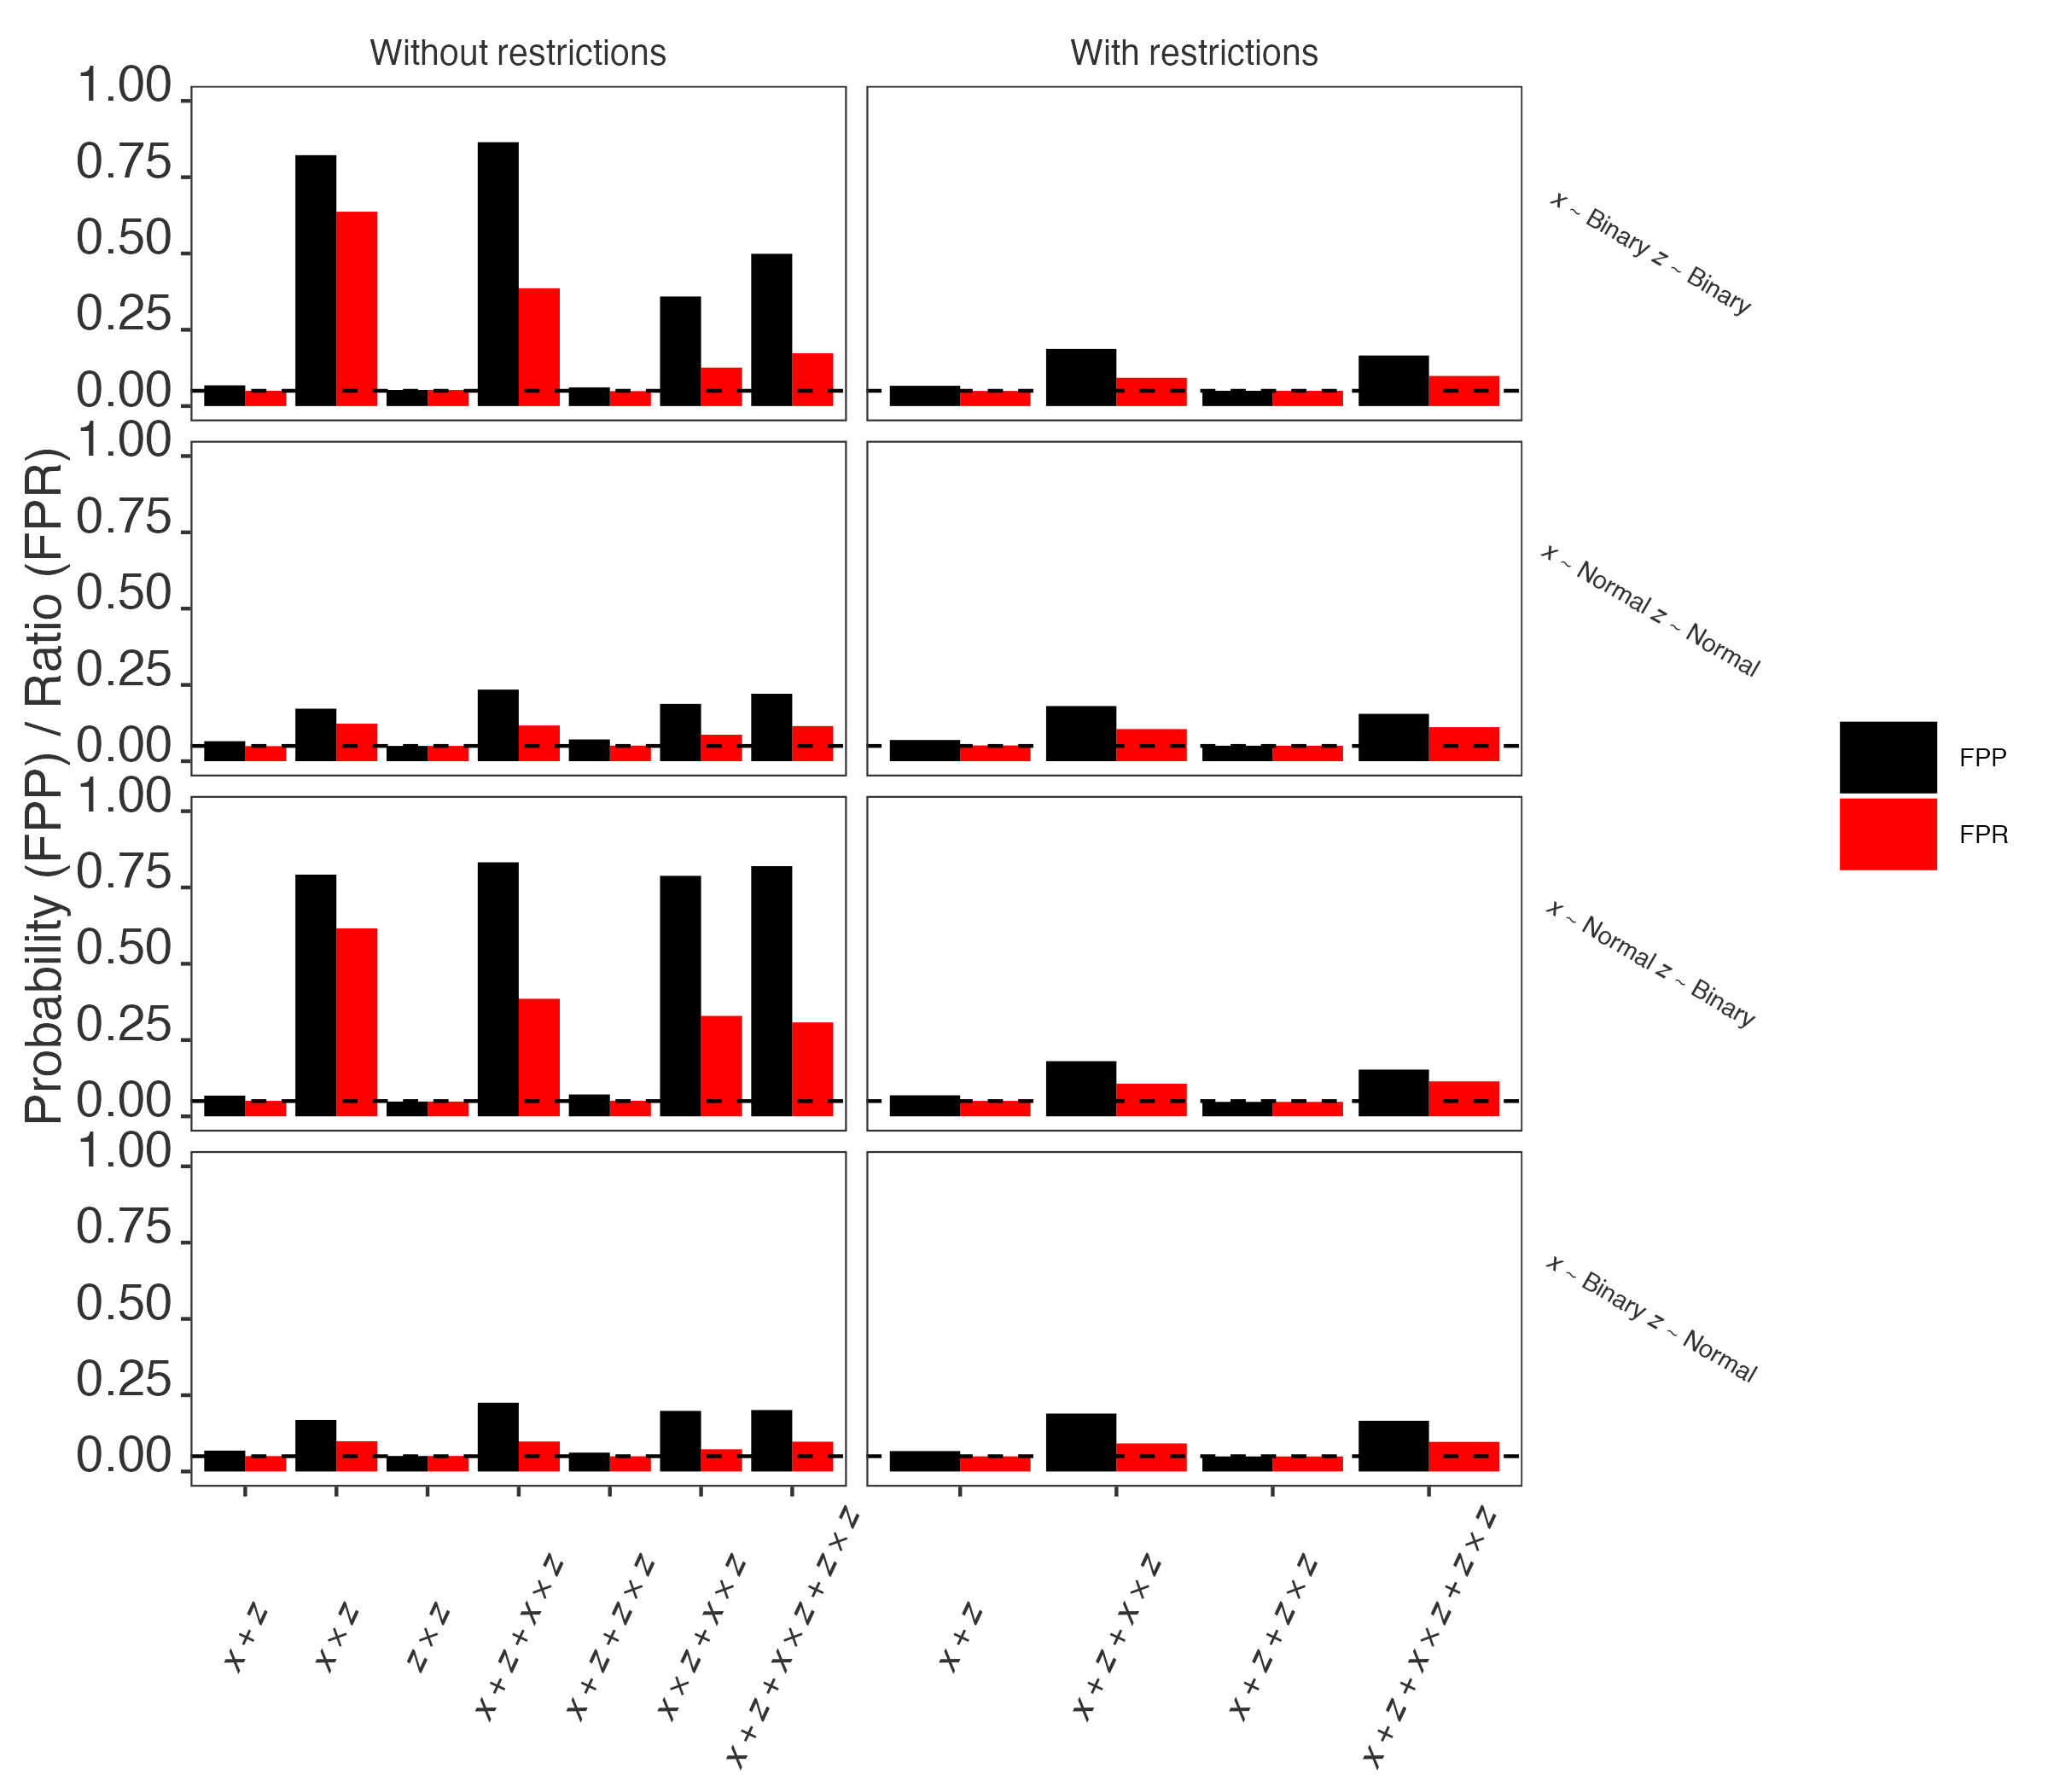 Without restrictions
With restrictions
1.00
0.75
0.50
0.25
0.00
x ~ Binary z ~ Binary
1.00
0.75
0.50
0.25
0.00
x ~ Normal z ~ Normal
1.00
0.75
0.50
0.25
0.00
x ~ Normal z ~ Binary
1.00
0.75
0.50
0.25
0.00
x ~ Binary z ~ Normal
Probability (FPP) / Ratio (FPR)
FPP
FPR
x + z
x × z
z × z
x + z + x × z
x + z + z × z
x × z + x × z
x + z + x × z + z × z
x + z
x + z + x × z
x + z + z × z
x + z + x × z + z × z